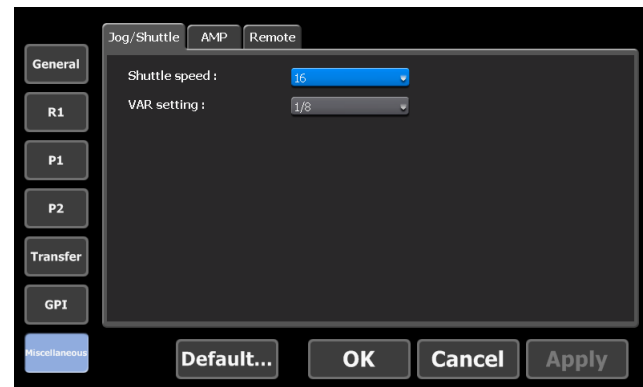 Jog/Shuttle AMP Remote
General
Shuttle speed : 16
VAR setting : 1/8
R1
P1
P2
Transfer
GPI
Miscellaneous
Default... OK Cancel Apply